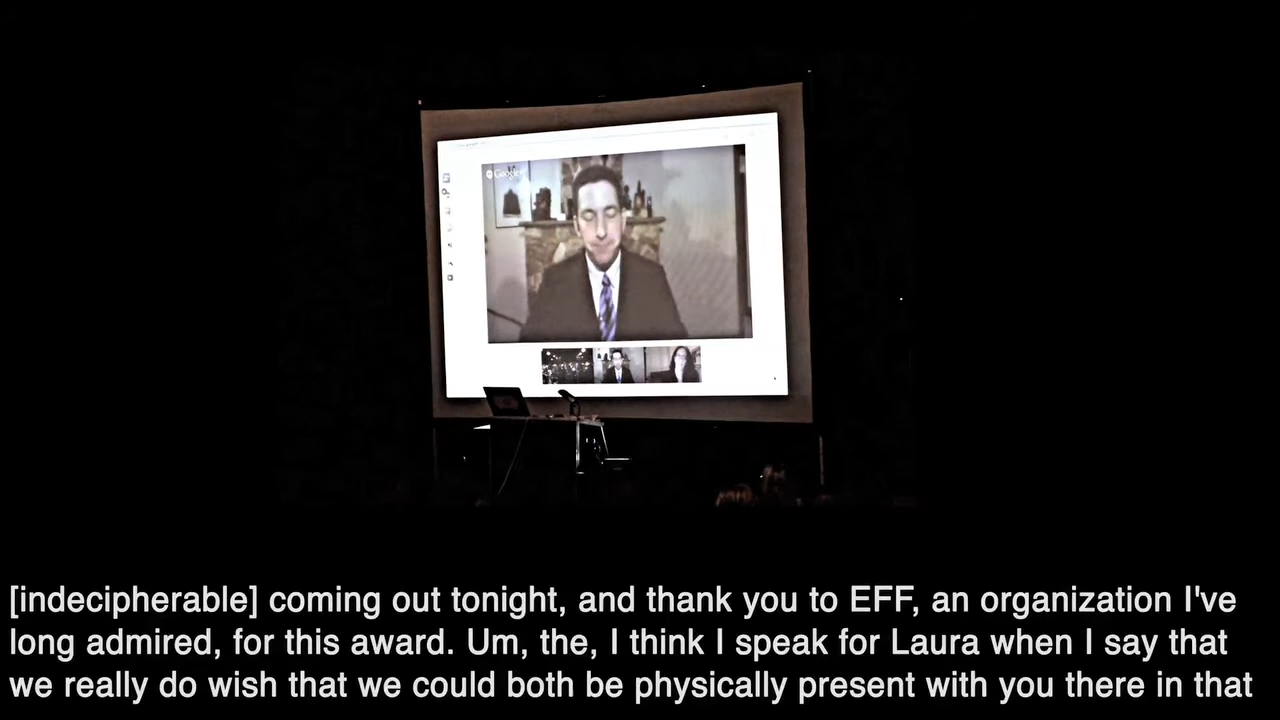 Google
[indecipherable] coming out tonight, and thank you to EFF, an organization I've
long admired, for this award. Um, the, I think I speak for Laura when I say that
we really do wish that we could both be physically present with you there in that